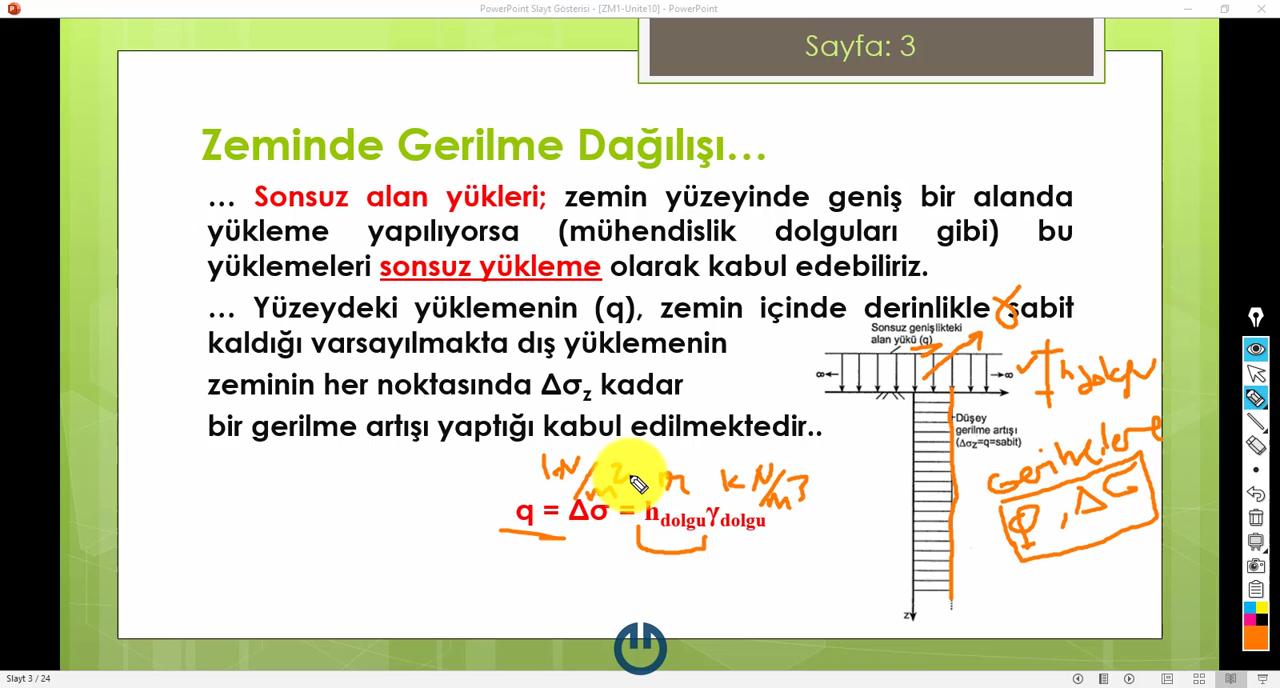 PowerPoint Slayt Gösterisi - [ZM1-Unite10] - PowerPoint
Sayfa: 3
Zeminde Gerilme Dağılışı…
… Sonsuz alan yükleri; zemin yüzeyinde geniş bir alanda
yükleme yapılıyorsa (mühendislik dolguları gibi) bu
yüklemeleri sonsuz yükleme olarak kabul edebiliriz.
… Yüzeydeki yüklemenin (q), zemin içinde derinlikle sabit
kaldığı varsayılmakta dış yüklemenin
zeminin her noktasında Δσz kadar
bir gerilme artışı yaptığı kabul edilmektedir..
Sonsuz genişlikteki
alan yükü (q)
∞ ∞
h dolgu
Düşey
gerilme artışı
(Δσz=q=sabit)
z
kN/m2 m kN/m3
q = Δσ = hdolguγdolgu
Slayt 3 / 24